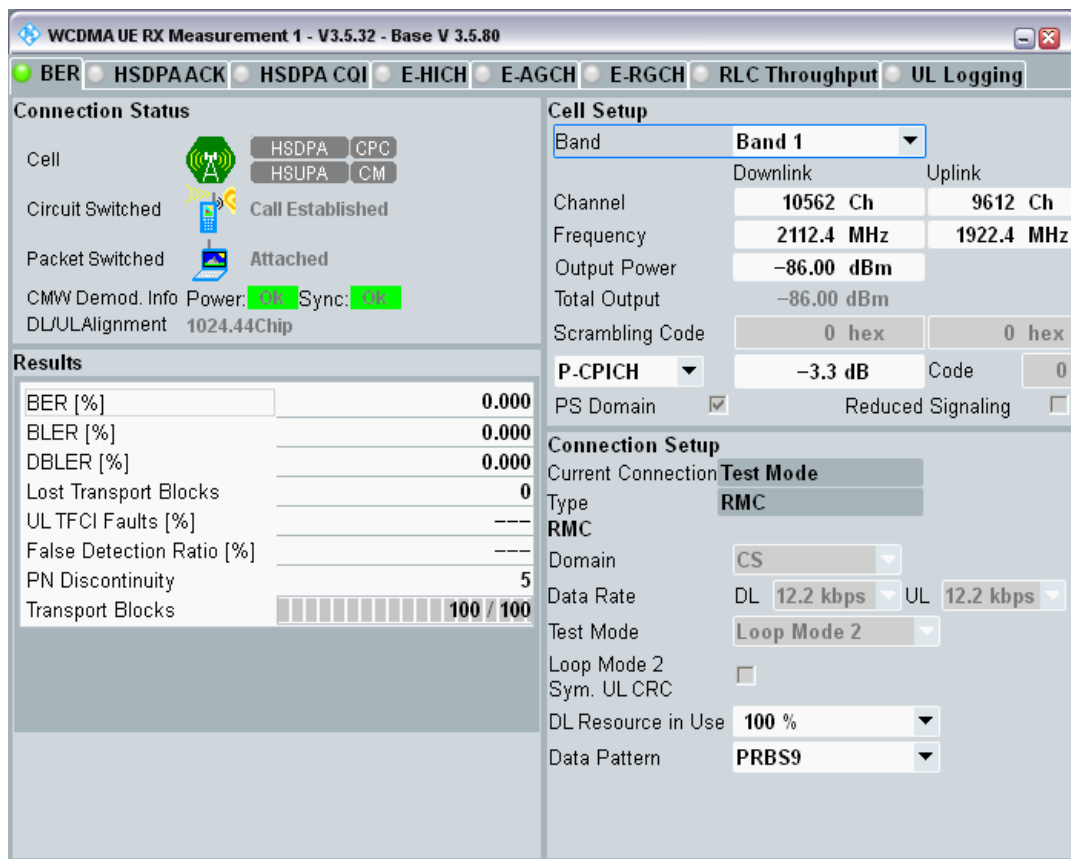 WCDMA UE RX Measurement 1 - V3.5.32 - Base V 3.5.80
BER HSDPA ACK HSDPA CQI E-HICH E-AGCH E-RGCH RLC Throughput UL Logging
Connection Status
Cell HSDPA CPC
HSUPA CM
Circuit Switched Call Established
Packet Switched Attached
CMW Demod. Info Power: Ok Sync: OK
DL/UL Alignment 1024.44Chip
Results
BER [%] 0.000
BLER [%] 0.000
DBLER [%] 0.000
Lost Transport Blocks 0
UL TFCI Faults [%] ---
False Detection Ratio [%] ---
PN Discontinuity 5
Transport Blocks 100 / 100
Cell Setup
Band Band 1
Downlink Uplink
Channel 10562 Ch 9612 Ch
Frequency 2112.4 MHz 1922.4 MHz
Output Power -86.00 dBm
Total Output -86.00 dBm
Scrambling Code 0 hex 0 hex
P-CPICH -3.3 dB Code 0
PS Domain Reduced Signaling
Connection Setup
Current Connection Test Mode
Type RMC
RMC
Domain CS
Data Rate DL 12.2 kbps UL 12.2 kbps
Test Mode Loop Mode 2
Loop Mode 2
Sym. UL CRC
DL Resource in Use 100 %
Data Pattern PRBS9